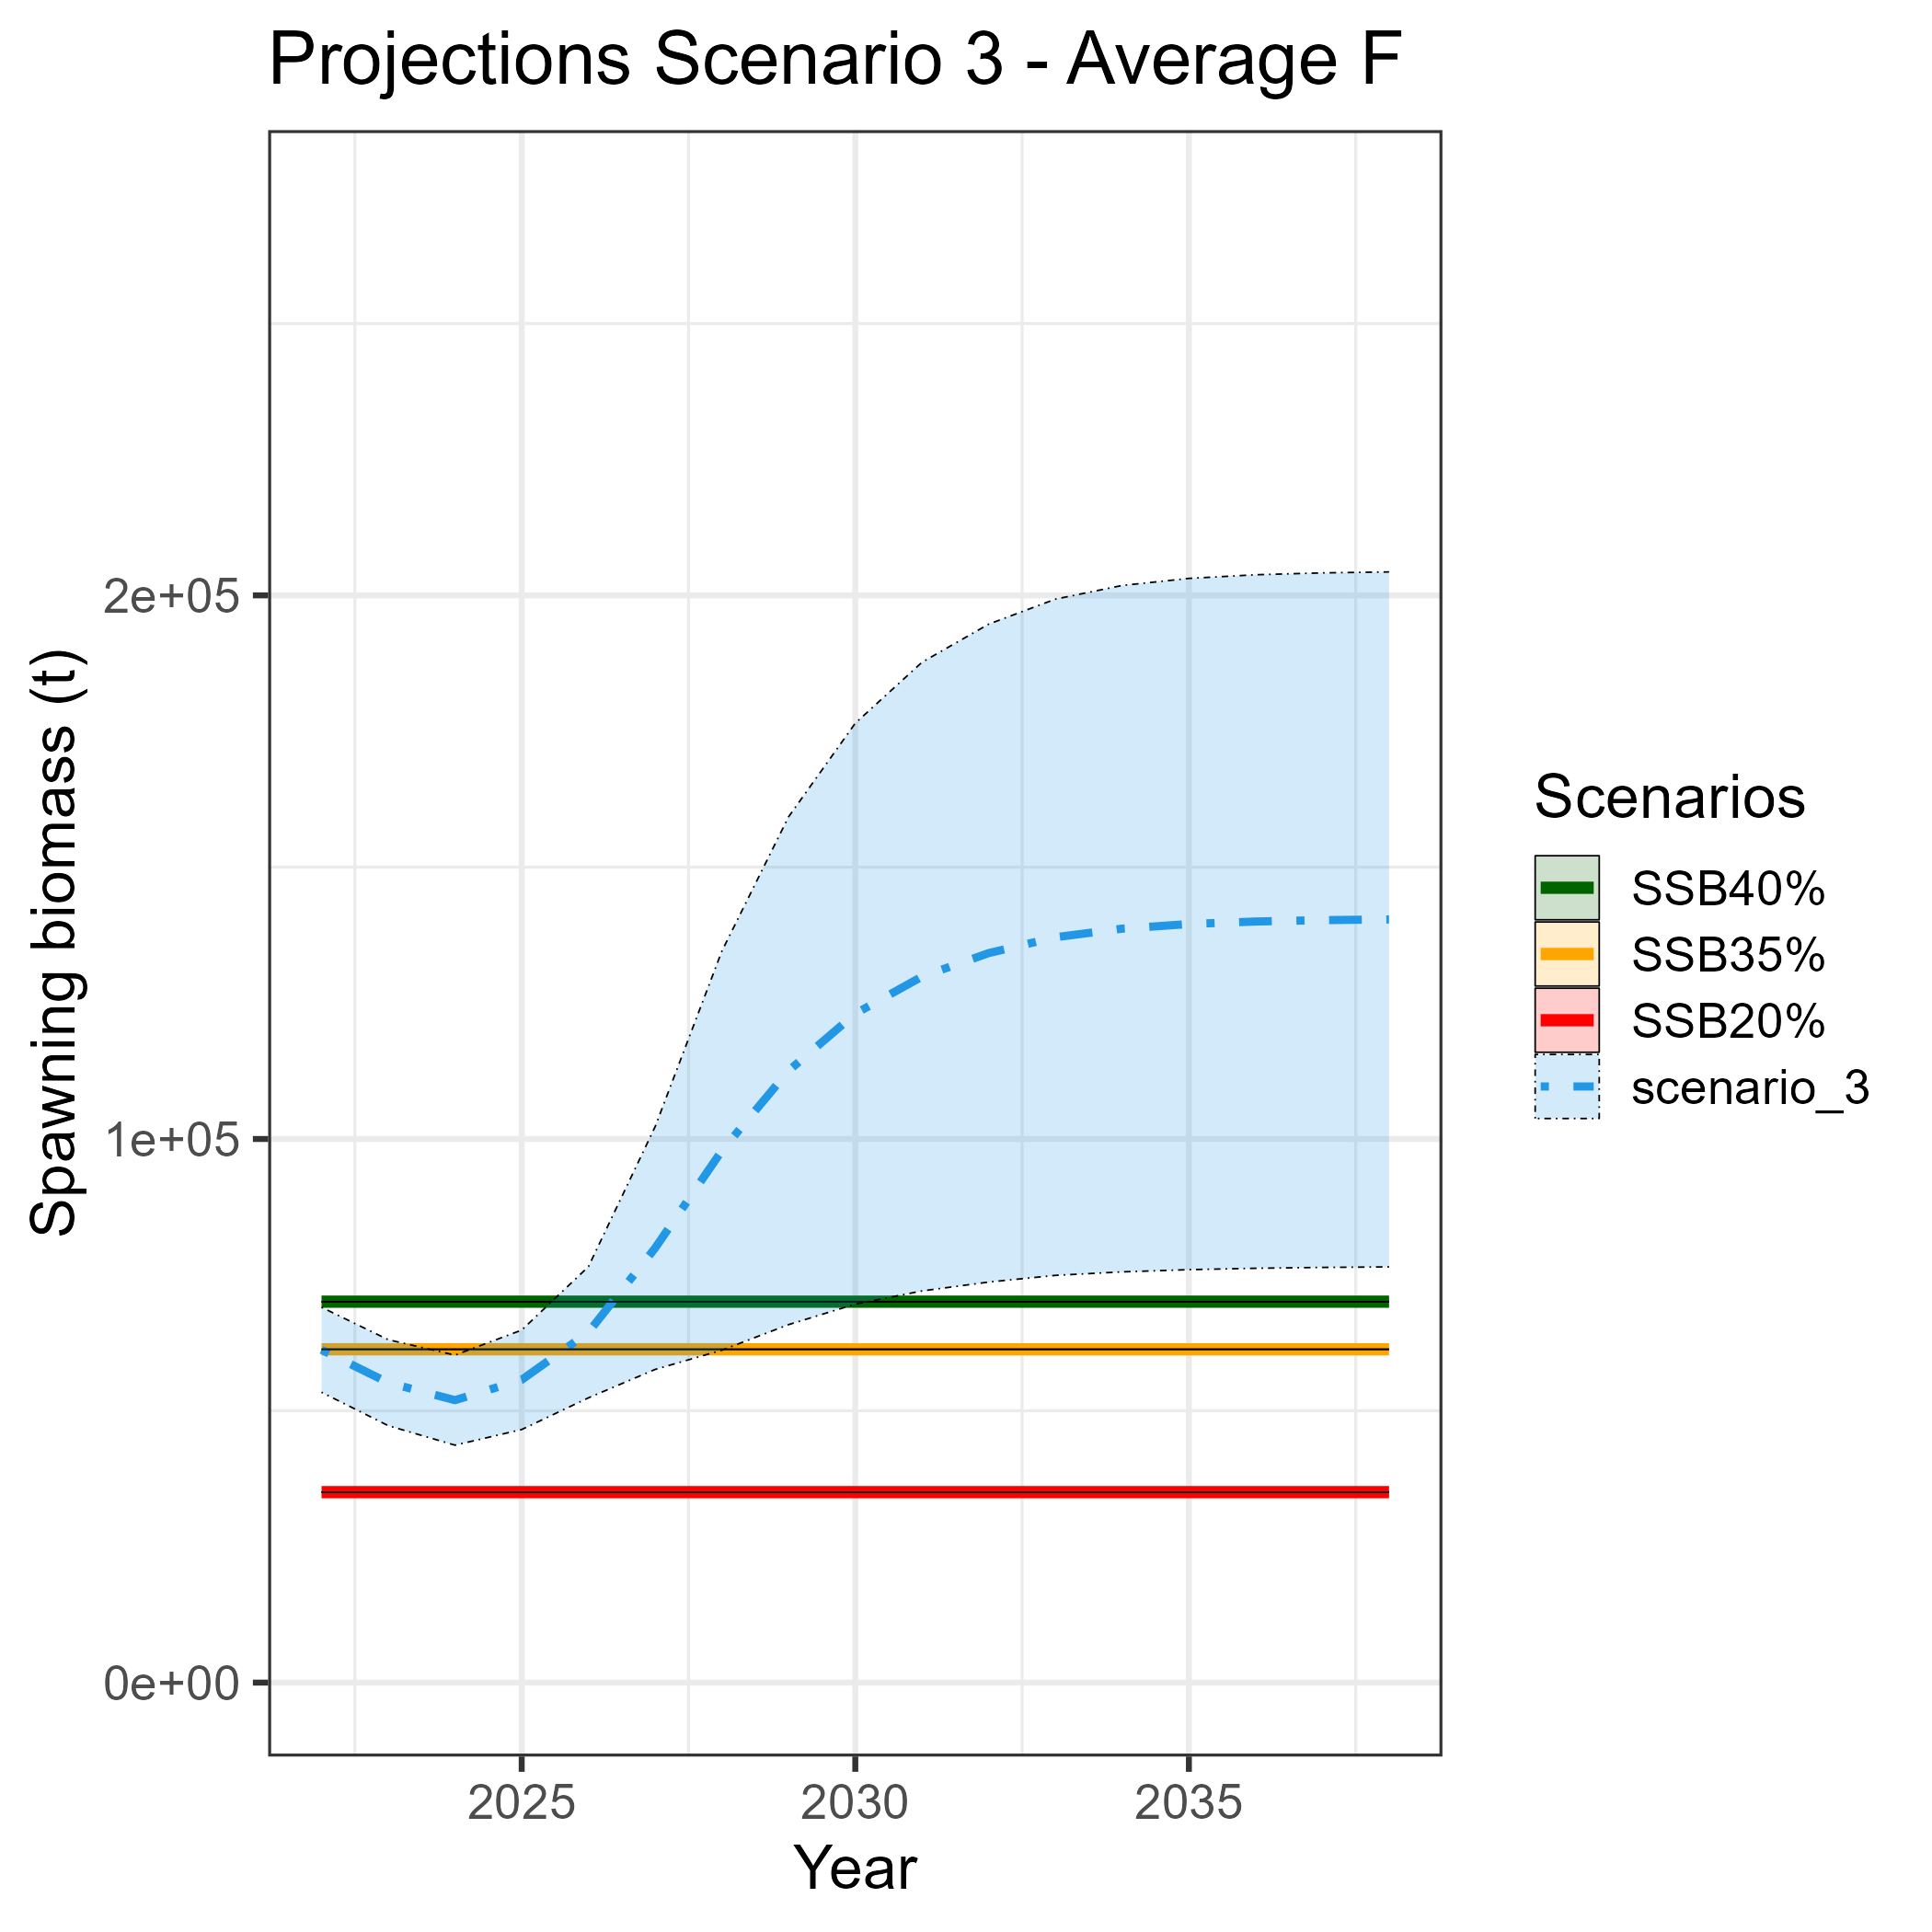 Projections Scenario 3 - Average F
Spawning biomass (t)
2e+05
1e+05
0e+00
2025
2030
2035
Year
Scenarios
SSB40%
SSB35%
SSB20%
scenario_3